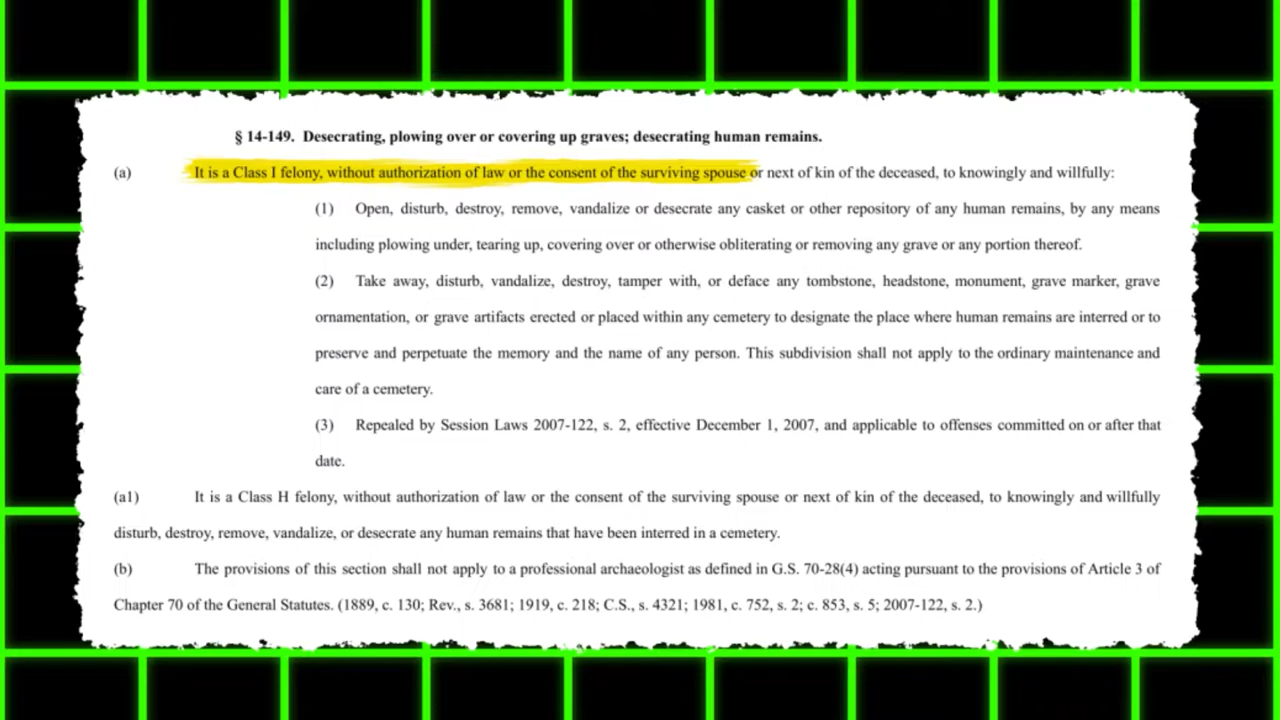 § 14-149. Desecrating, plowing over or covering up graves; desecrating human remains.
(a) It is a Class I felony, without authorization of law or the consent of the surviving spouse or next of kin of the deceased, to knowingly and willfully:
(1) Open, disturb, destroy, remove, vandalize or desecrate any casket or other repository of any human remains, by any means
including plowing under, tearing up, covering over or otherwise obliterating or removing any grave or any portion thereof.
(2) Take away, disturb, vandalize, destroy, tamper with, or deface any tombstone, headstone, monument, grave marker, grave
ornamentation, or grave artifacts erected or placed within any cemetery to designate the place where human remains are interred or to
preserve and perpetuate the memory and the name of any person. This subdivision shall not apply to the ordinary maintenance and
care of a cemetery.
(3) Repealed by Session Laws 2007-122, s. 2, effective December 1, 2007, and applicable to offenses committed on or after that
date.
(a1) It is a Class H felony, without authorization of law or the consent of the surviving spouse or next of kin of the deceased, to knowingly and willfully
disturb, destroy, remove, vandalize, or desecrate any human remains that have been interred in a cemetery.
(b) The provisions of this section shall not apply to a professional archaeologist as defined in G.S. 70-28(4) acting pursuant to the provisions of Article 3 of
Chapter 70 of the General Statutes. (1889, c. 130; Rev., s. 3681; 1919, c. 218; C.S., s. 4321; 1981, c. 752, s. 2; c. 853, s. 5; 2007-122, s. 2.)